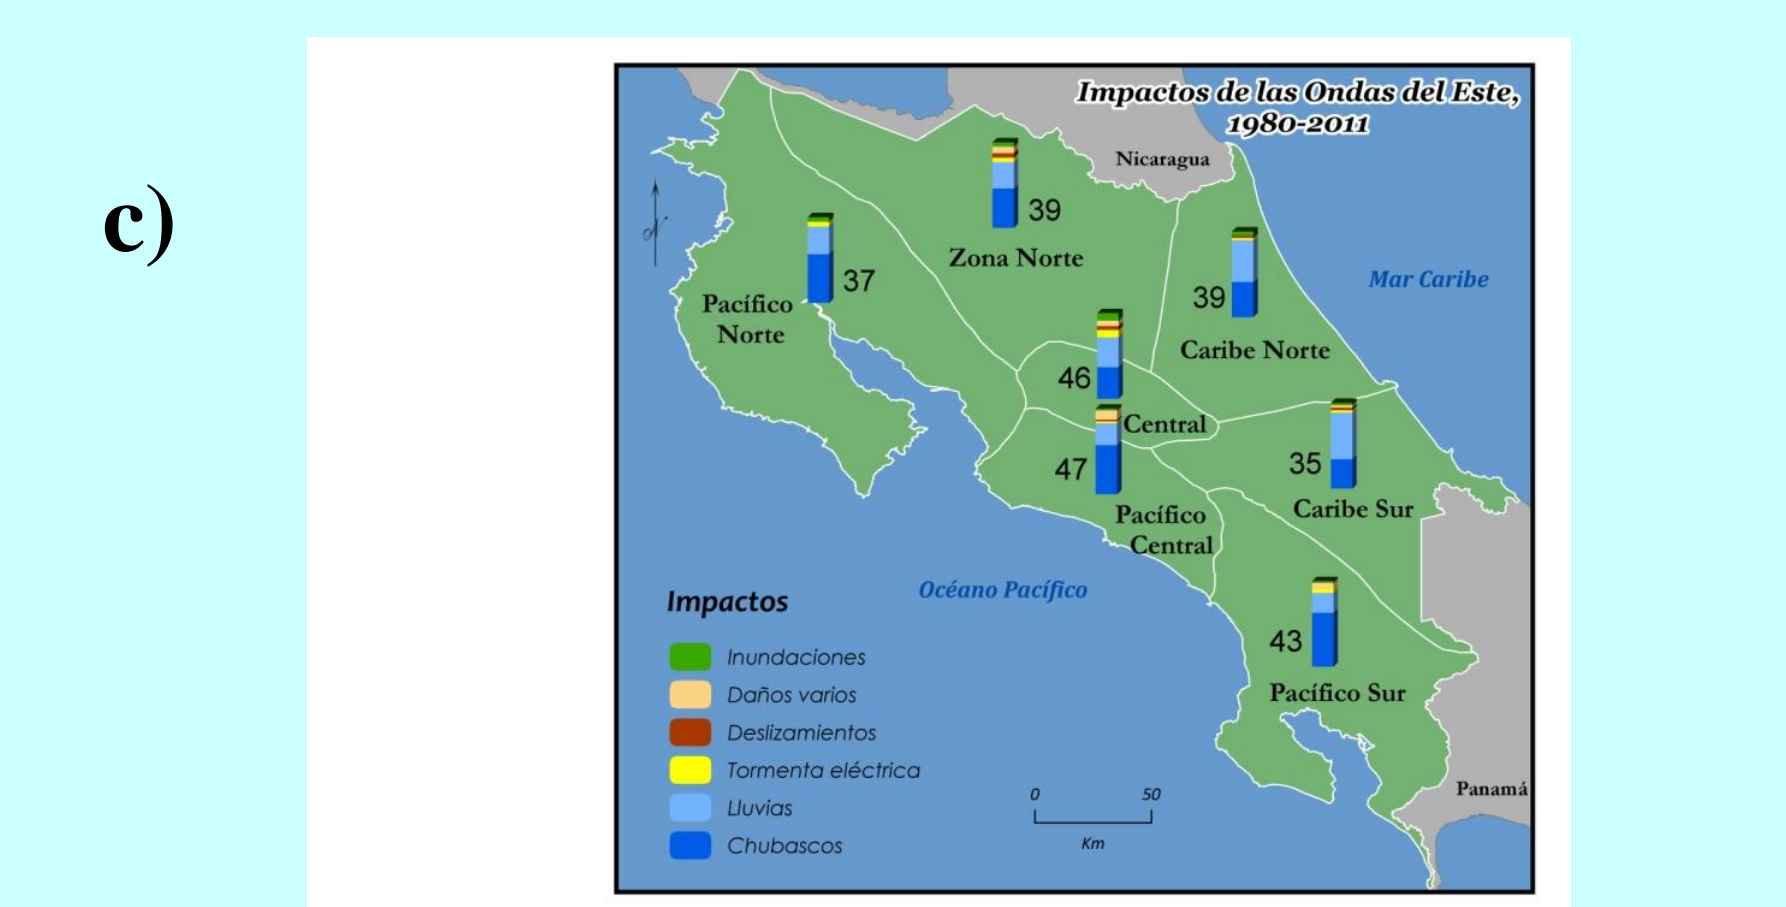 c)
Impactos de las Ondas del Este,
1980-2011
Nicaragua
39
Zona Norte
37
Pacífico
Norte
Mar Caribe
39
Caribe Norte
46
Central
47
Pacífico
Central
35
Caribe Sur
43
Pacífico Sur
Océano Pacífico
Panamá
N
Impactos
Inundaciones
Daños varios
Deslizamientos
Tormenta eléctrica
Lluvias
Chubascos
0 50
Km